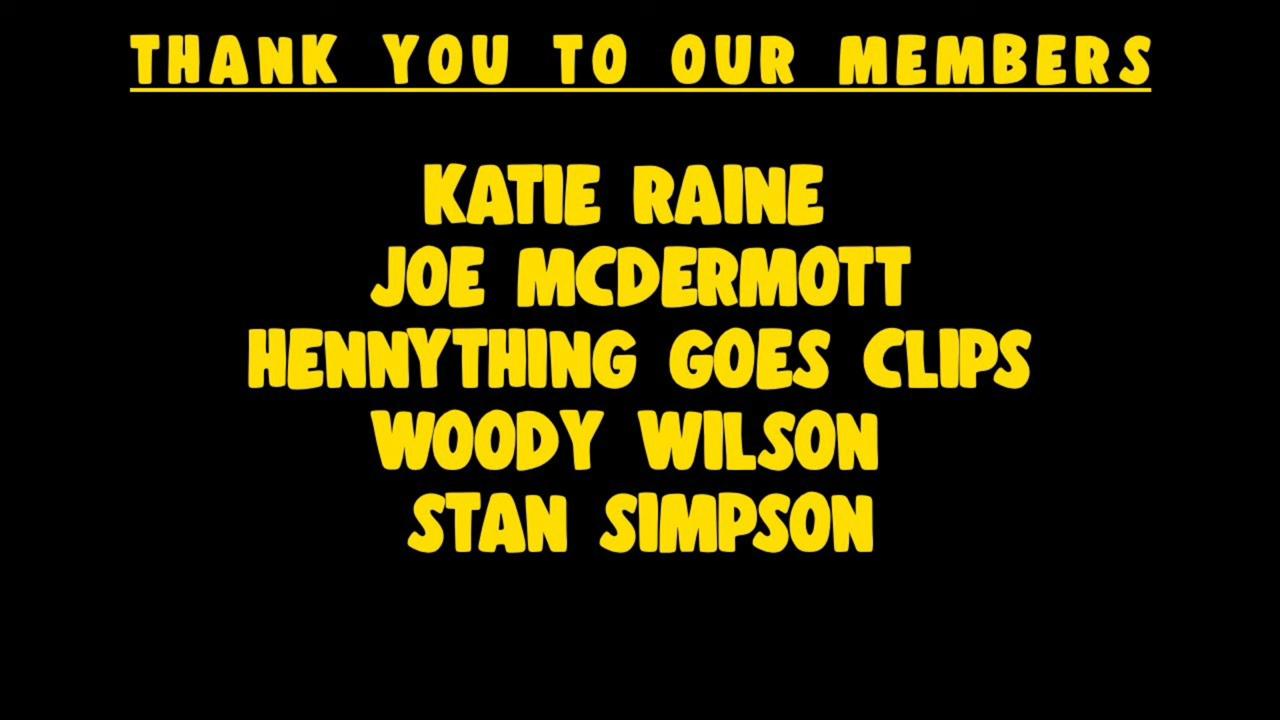 THANK YOU TO OUR MEMBERS
KATIE RAINE
JOE MCDERMOTT
HENNYTHING GOES CLIPS
WOODY WILSON
STAN SIMPSON